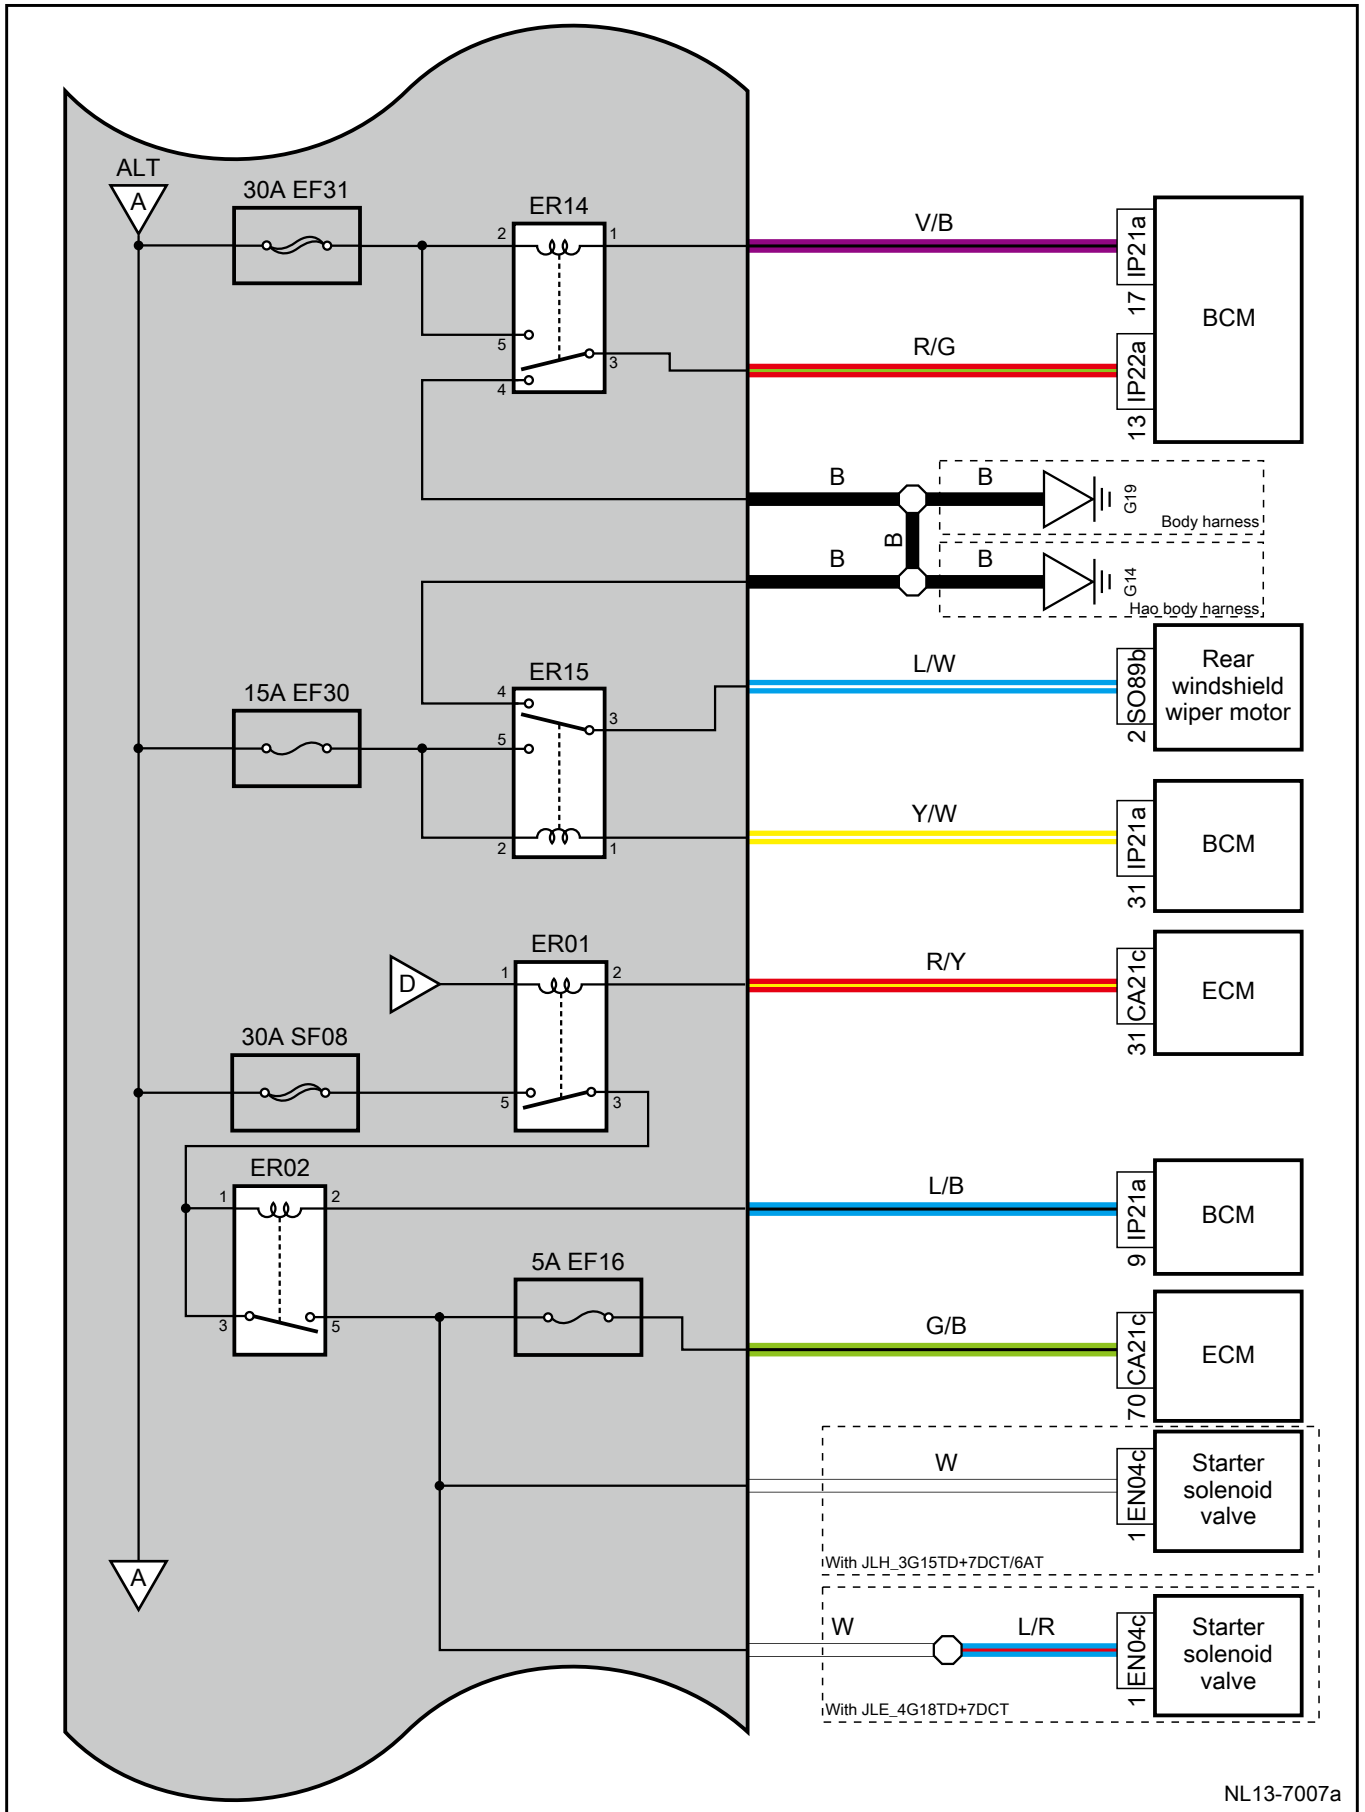 ALT
A
30A EF31
ER14
2
1
5
3
4
V/B
17 IP21a
BCM
R/G
13 IP22a
B
B
G19
Body harness
B
B
B
G14
Hao body harness
15A EF30
ER15
4
3
5
2
1
L/W
2 SO89b
Rear
windshield
wiper motor
Y/W
31 IP21a
BCM
D
ER01
1
2
5
3
R/Y
31 CA21c
ECM
30A SF08
ER02
1
2
3
5
L/B
9 IP21a
BCM
5A EF16
G/B
70 CA21c
ECM
W
1 EN04c
Starter
solenoid
valve
With JLH_3G15TD+7DCT/6AT
A
W
L/R
1 EN04c
Starter
solenoid
valve
With JLE_4G18TD+7DCT
NL13-7007a